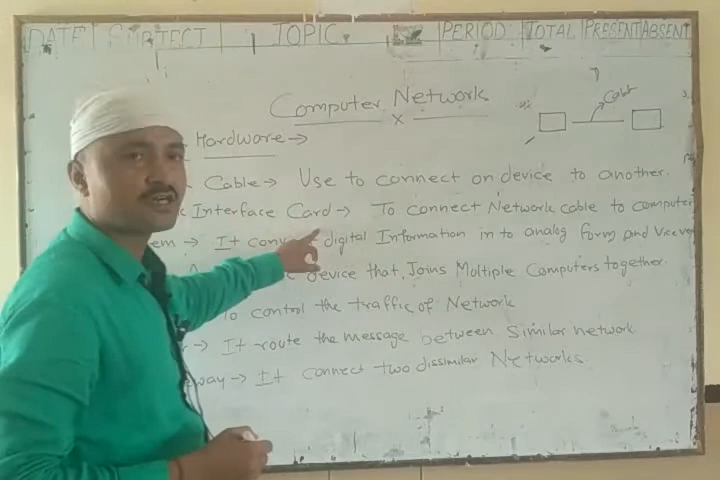 DATE SUBJECT TOPIC. PERIOD TOTAL PRESENT ABSENT
Computer Network
x
Cable
Hardware →
Cable → Use to connect on device to another.
Interface Card → To connect Network cable to computer
em → It convert digital Information in to analog form and Vice ver
device that, Joins Multiple Computers together.
To control the traffic of Network
r → It route the message between Similar network.
eway → It connect two dissimilar Networks.